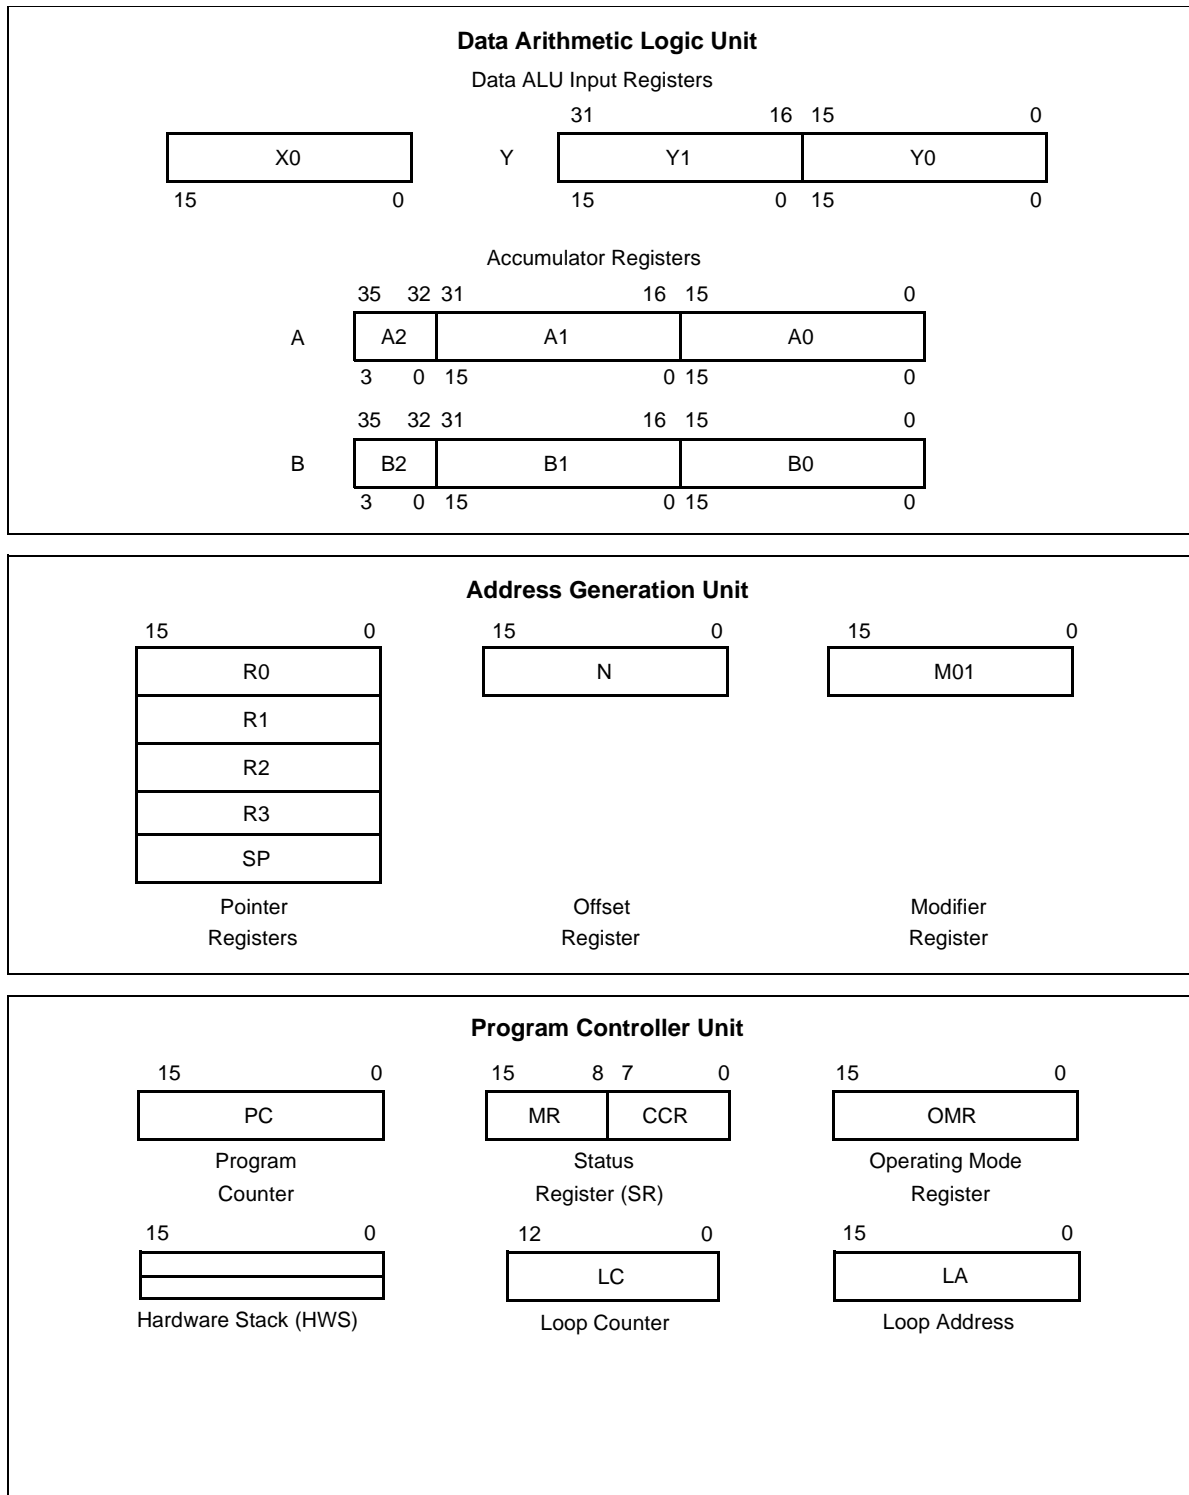 Data Arithmetic Logic Unit
Data ALU Input Registers
31 16 15 0
X0 Y Y1 Y0
15 0 15 0 15 0
Accumulator Registers
35 32 31 16 15 0
A A2 A1 A0
3 0 15 0 15 0
35 32 31 16 15 0
B B2 B1 B0
3 0 15 0 15 0
Address Generation Unit
15 0 15 0 15 0
R0 N M01
R1
R2
R3
SP
Pointer Offset Modifier
Registers Register Register
Program Controller Unit
15 0 15 8 7 0 15 0
PC MR CCR OMR
Program Status Operating Mode
Counter Register (SR) Register
15 0 12 0 15 0
LC LA
Hardware Stack (HWS) Loop Counter Loop Address